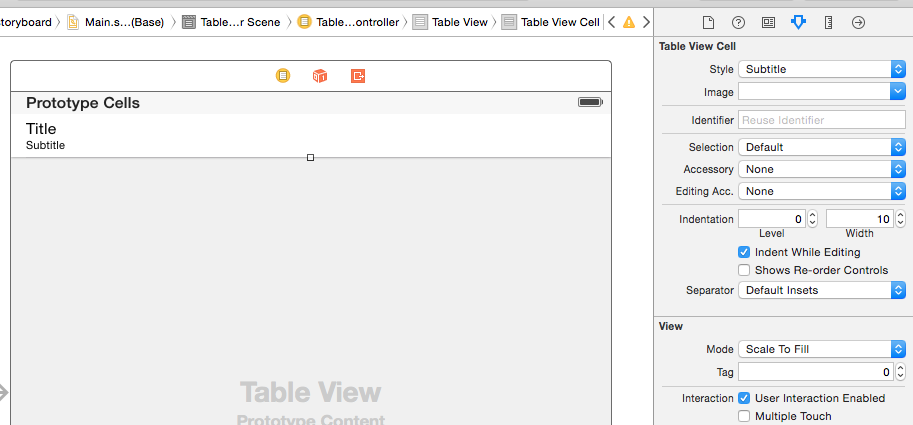 toryboard Main.s...(Base) Table...r Scene Table...ontroller Table View Table View Cell
Prototype Cells
Title
Subtitle
Table View
Prototype Content
Table View Cell
Style Subtitle
Image
Identifier Reuse Identifier
Selection Default
Accessory None
Editing Acc. None
Indentation 0 10
Level Width
Indent While Editing
Shows Re-order Controls
Separator Default Insets
View
Mode Scale To Fill
Tag 0
Interaction User Interaction Enabled
Multiple Touch